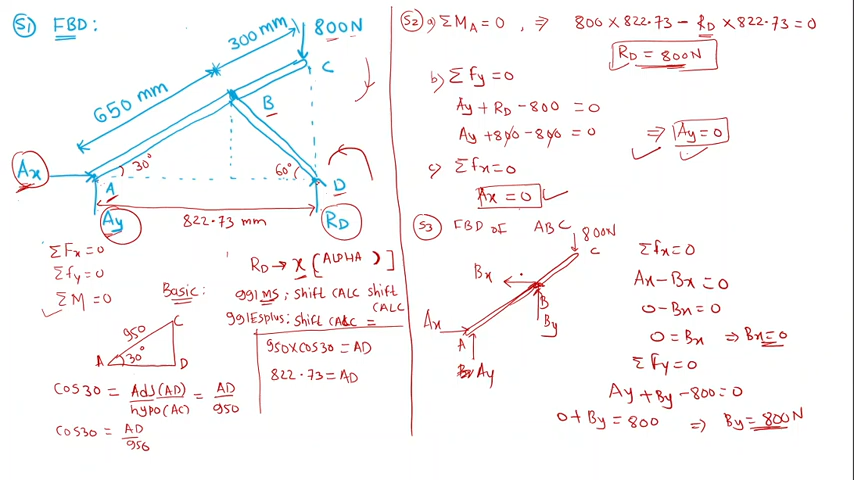 S1) FBD:
300 mm
800N
C
650 mm
B
Ax
30°
60°
A
D
Ay
822.73 mm
RD
ΣFx=0
Σfy=0
ΣM=0
Basic:
RD → x [ALPHA )]
991 MS: shift CALC shift CALC
991ESplus: shift CALC =
950
C
A
30°
D
950×cos30 = AD
822.73 = AD
cos30 = Adj(AD)/hypo(AC) = AD/950
cos30 = AD/950
S2) a) ΣMA=0, ⇒ 800×822.73 - RD×822.73=0
RD = 800N
b) Σfy=0
Ay + RD - 800 = 0
Ay + 800 - 800 = 0 ⇒ Ay=0
c) Σfx=0
Ax = 0
S3) FBD of ABC
800N
C
Bx
B
By
Ax
A
Ay
Σfx=0
Ax - Bx = 0
0 - Bx = 0
0 = Bx ⇒ Bx=0
Σfy=0
Ay + By - 800 = 0
0 + By = 800 ⇒ By = 800N